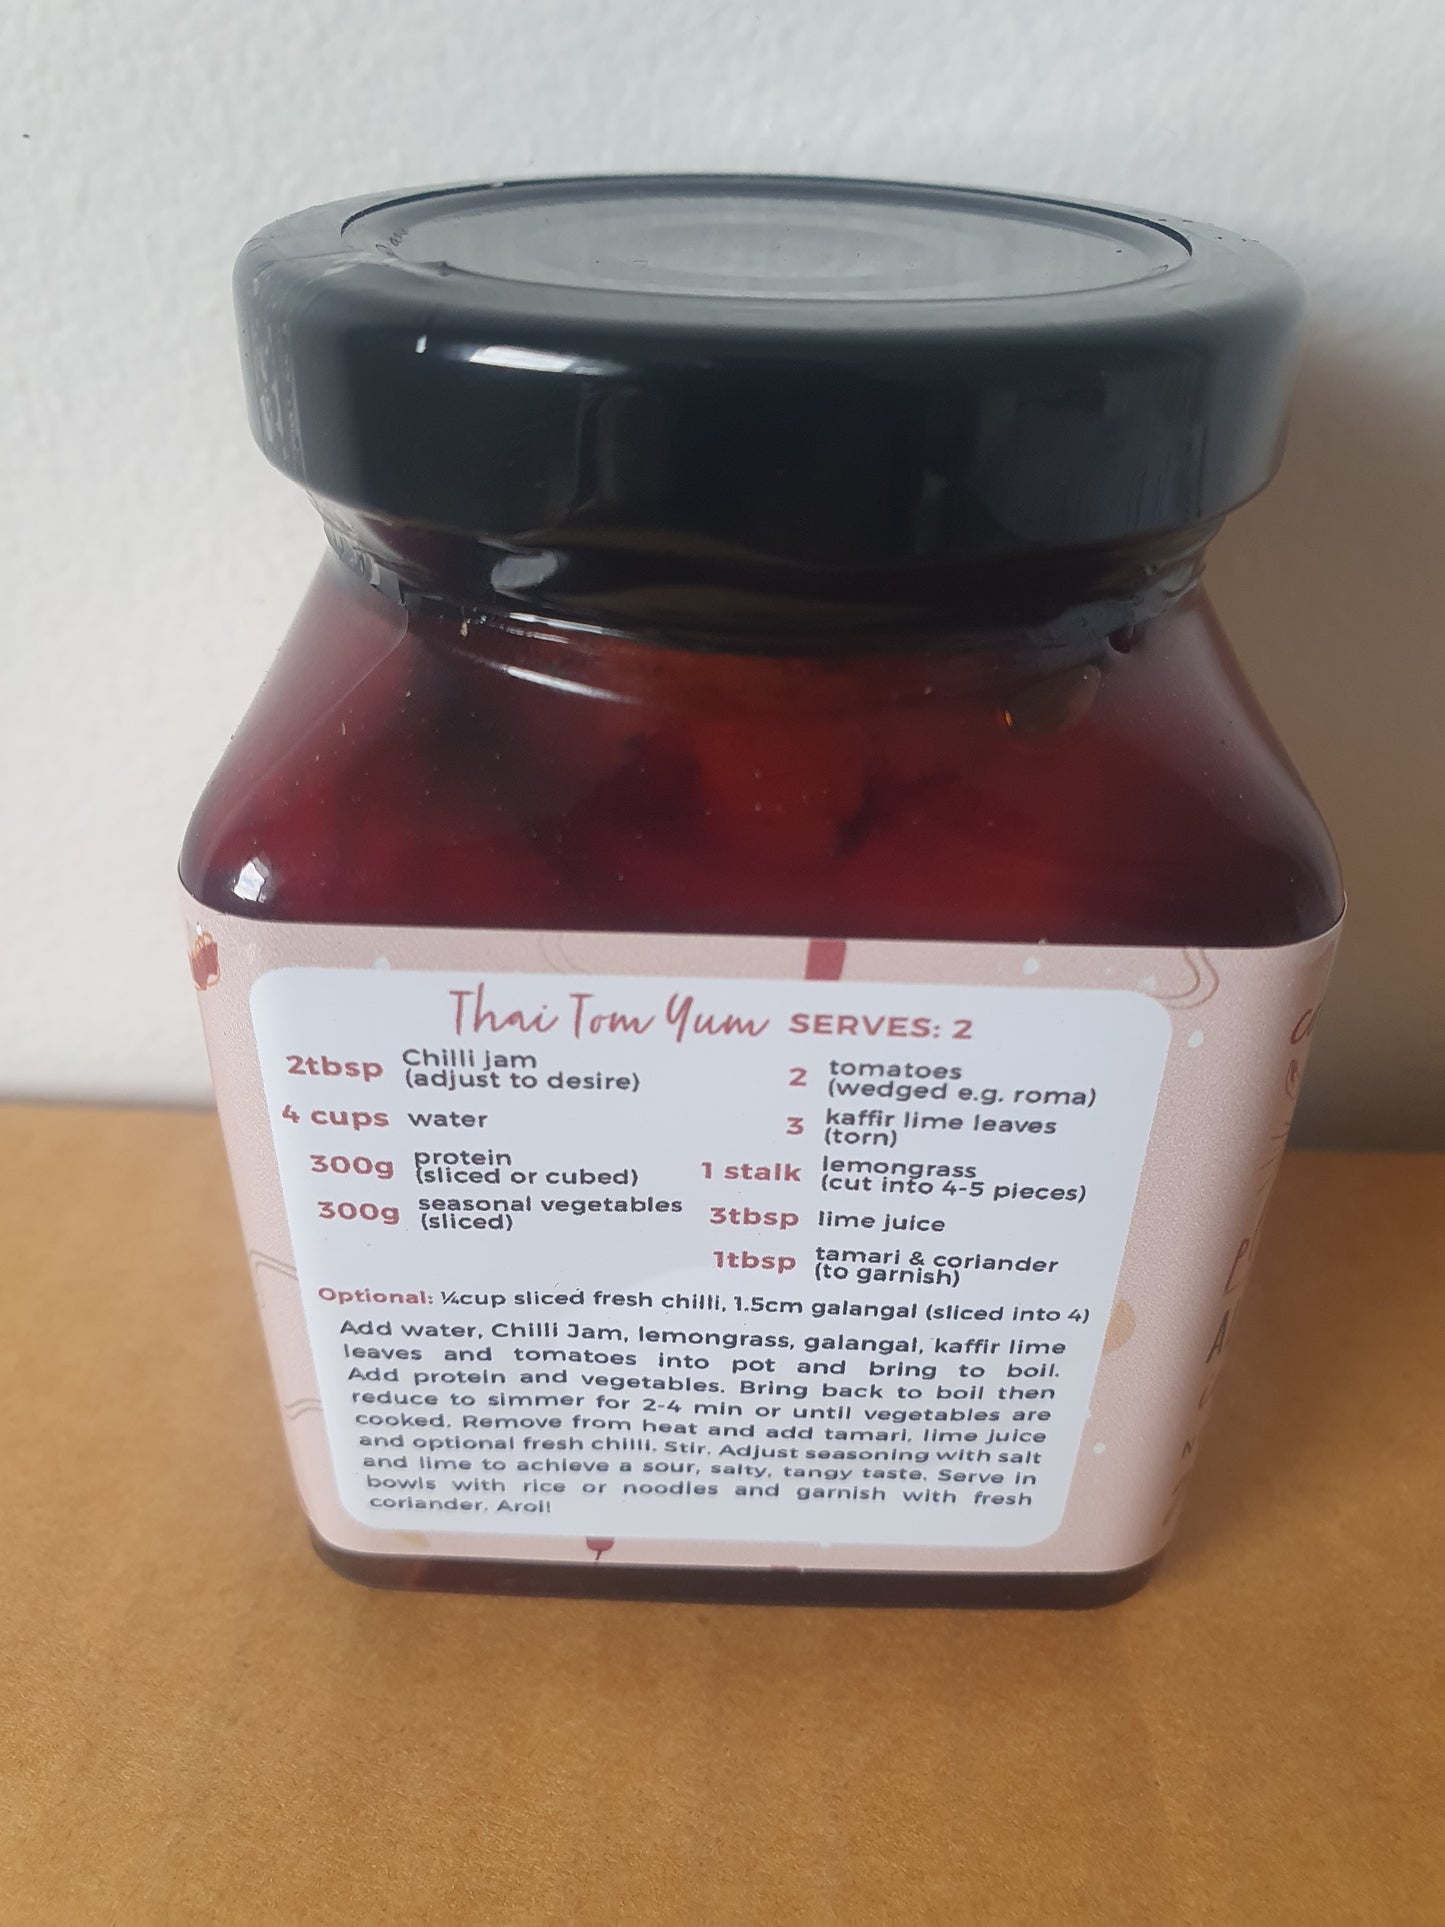 Thai Tom Yum SERVES: 2
2tbsp Chilli jam
(adjust to desire)
4 cups water
300g protein
(sliced or cubed)
300g seasonal vegetables
(sliced)
2 tomatoes
(wedged e.g. roma)
3 kaffir lime leaves
(torn)
1 stalk lemongrass
(cut into 4-5 pieces)
3tbsp lime juice
1tbsp tamari & coriander
(to garnish)
Optional: ¼cup sliced fresh chilli, 1.5cm galangal (sliced into 4)
Add water, Chilli Jam, lemongrass, galangal, kaffir lime
leaves and tomatoes into pot and bring to boil.
Add protein and vegetables. Bring back to boil then
reduce to simmer for 2-4 min or until vegetables are
cooked. Remove from heat and add tamari, lime juice
and optional fresh chilli. Stir. Adjust seasoning with salt
and lime to achieve a sour, salty, tangy taste. Serve in
bowls with rice or noodles and garnish with fresh
coriander. Aroi!